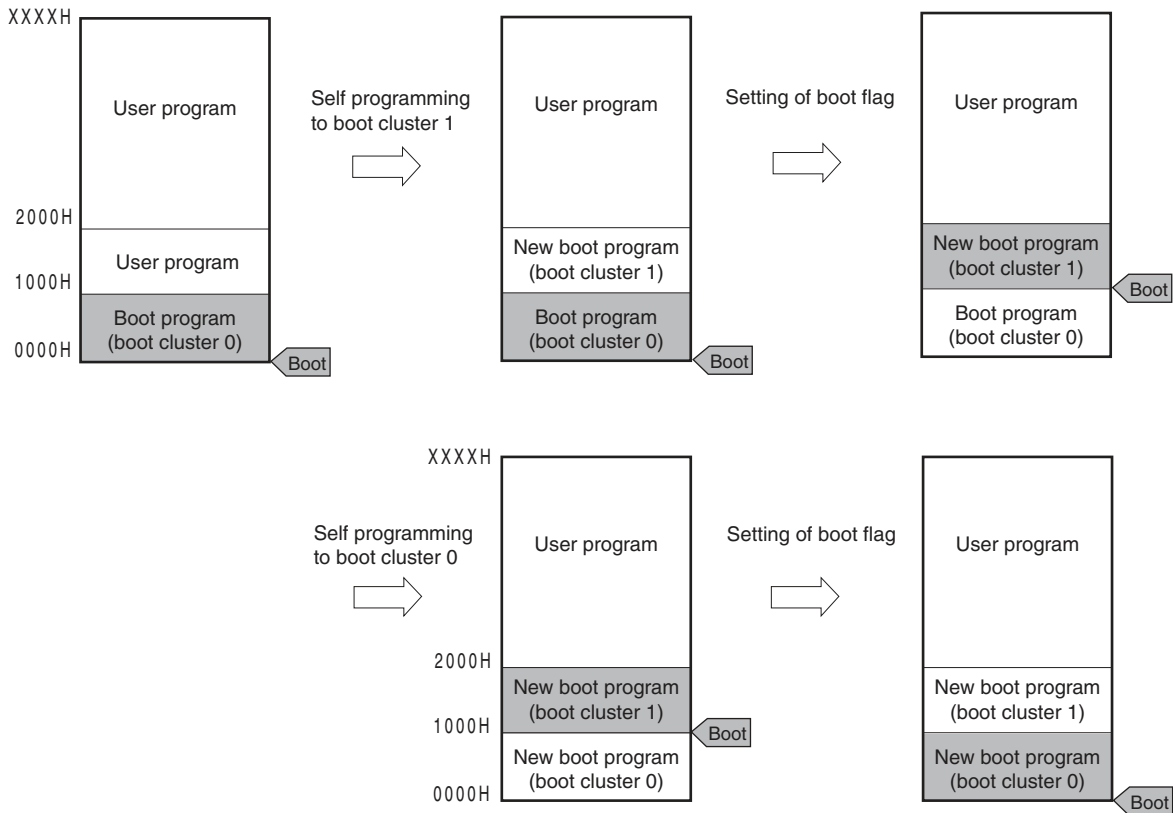 XXXXH
User program
2000H
User program
1000H
Boot program
(boot cluster 0)
0000H
Boot
Self programming
to boot cluster 1
User program
New boot program
(boot cluster 1)
Boot program
(boot cluster 0)
Boot
Setting of boot flag
User program
New boot program
(boot cluster 1)
Boot
Boot program
(boot cluster 0)
Self programming
to boot cluster 0
XXXXH
User program
2000H
New boot program
(boot cluster 1)
1000H
Boot
New boot program
(boot cluster 0)
0000H
Setting of boot flag
User program
New boot program
(boot cluster 1)
New boot program
(boot cluster 0)
Boot